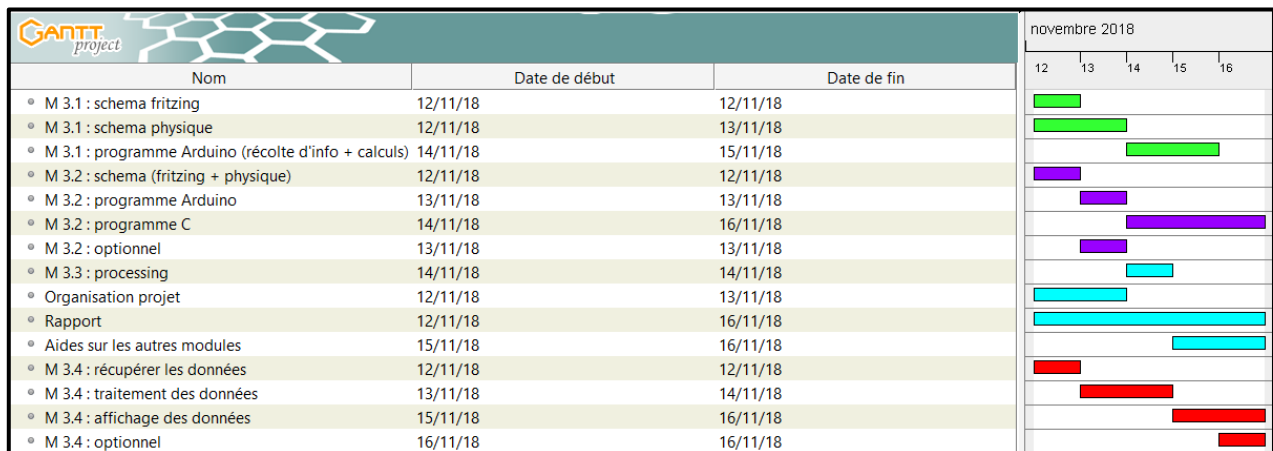 GANTT project
novembre 2018
Nom Date de début Date de fin 12 13 14 15 16
M 3.1 : schema fritzing 12/11/18 12/11/18
M 3.1 : schema physique 12/11/18 13/11/18
M 3.1 : programme Arduino (récolte d'info + calculs) 14/11/18 15/11/18
M 3.2 : schema (fritzing + physique) 12/11/18 12/11/18
M 3.2 : programme Arduino 13/11/18 13/11/18
M 3.2 : programme C 14/11/18 16/11/18
M 3.2 : optionnel 13/11/18 13/11/18
M 3.3 : processing 14/11/18 14/11/18
Organisation projet 12/11/18 13/11/18
Rapport 12/11/18 16/11/18
Aides sur les autres modules 15/11/18 16/11/18
M 3.4 : récupérer les données 12/11/18 12/11/18
M 3.4 : traitement des données 13/11/18 14/11/18
M 3.4 : affichage des données 15/11/18 16/11/18
M 3.4 : optionnel 16/11/18 16/11/18